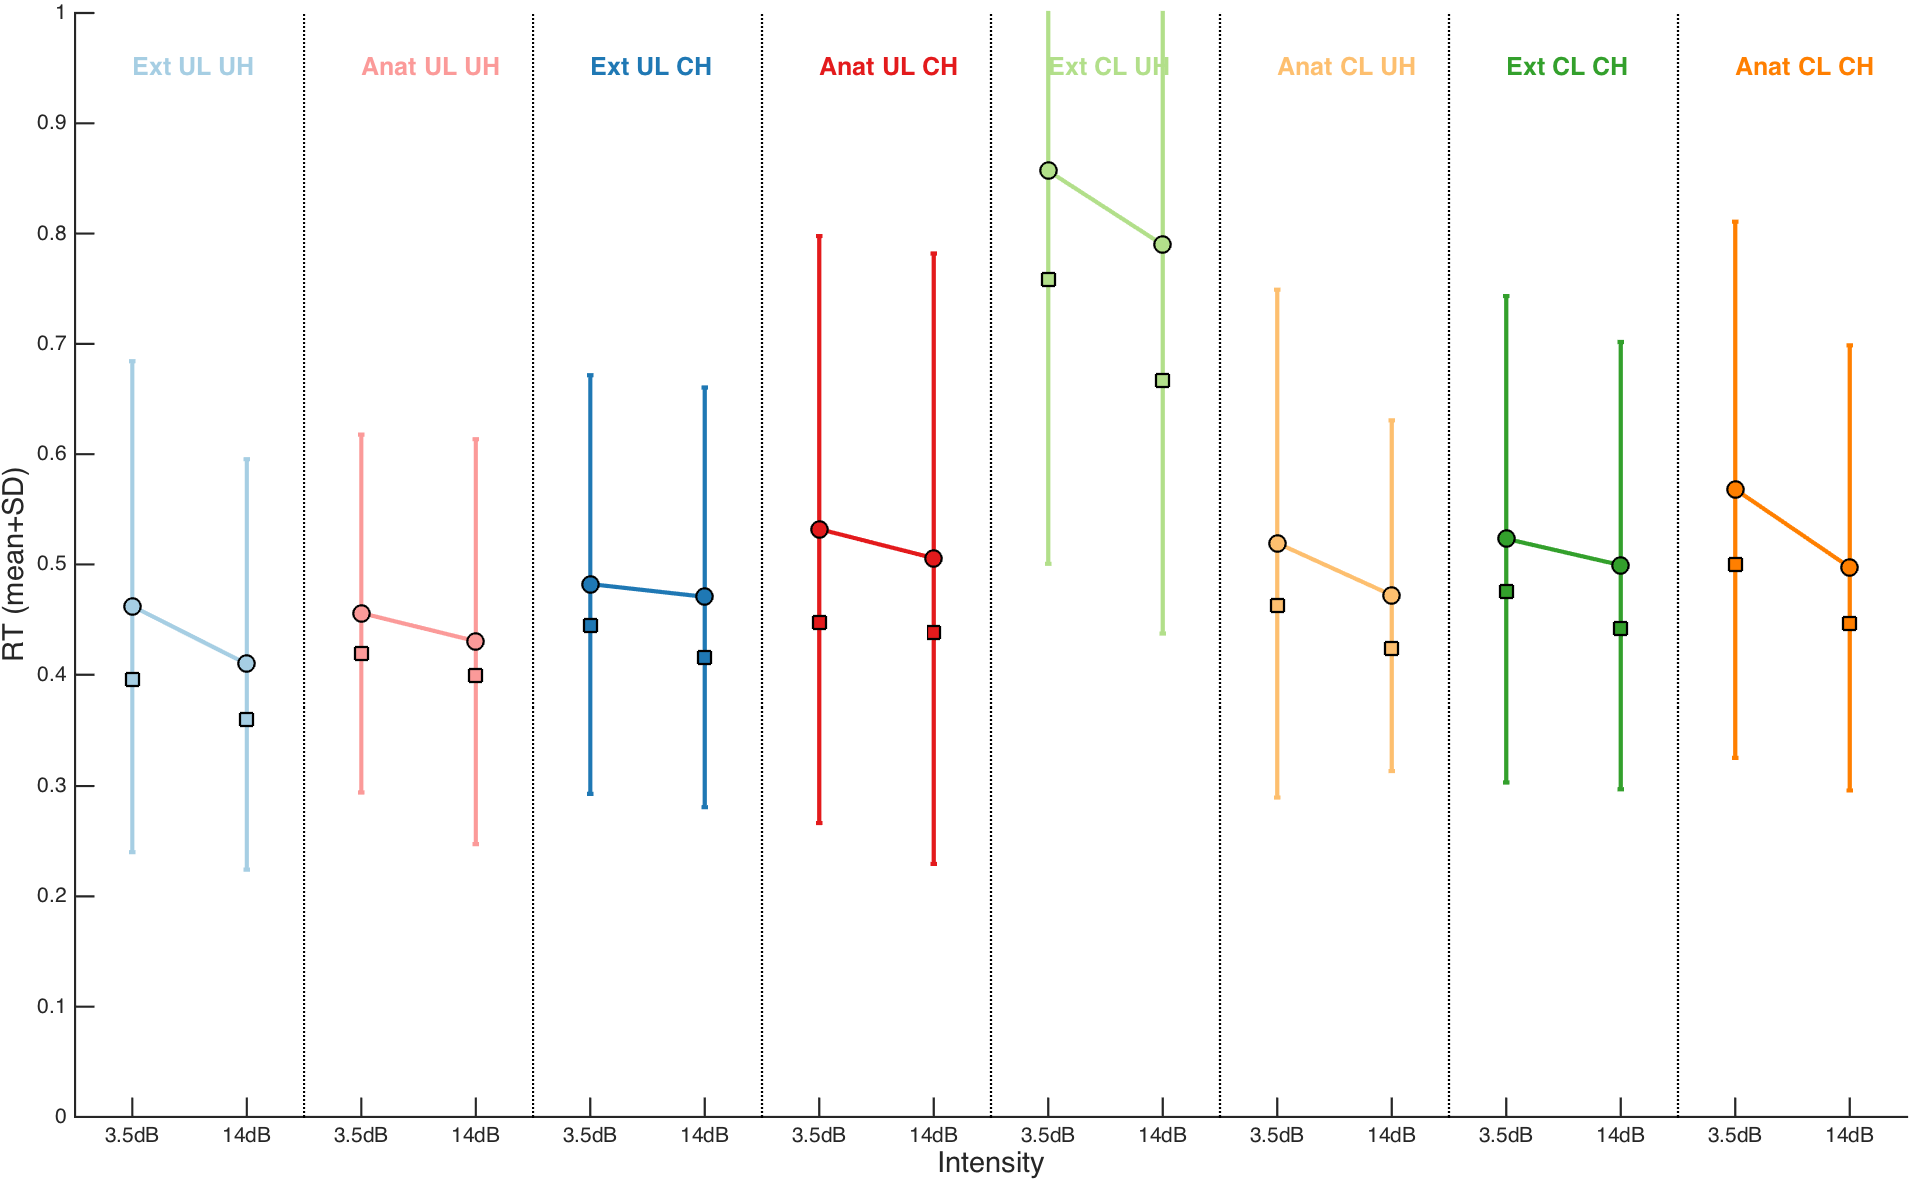 1
Ext UL UH Anat UL UH Ext UL CH Anat UL CH Ext CL UH Anat CL UH Ext CL CH Anat CL CH
0.9
0.8
0.7
0.6
0.5
0.4
0.3
0.2
0.1
0
RT (mean+SD)
3.5dB 14dB 3.5dB 14dB 3.5dB 14dB 3.5dB 14dB 3.5dB 14dB 3.5dB 14dB 3.5dB 14dB 3.5dB 14dB
Intensity